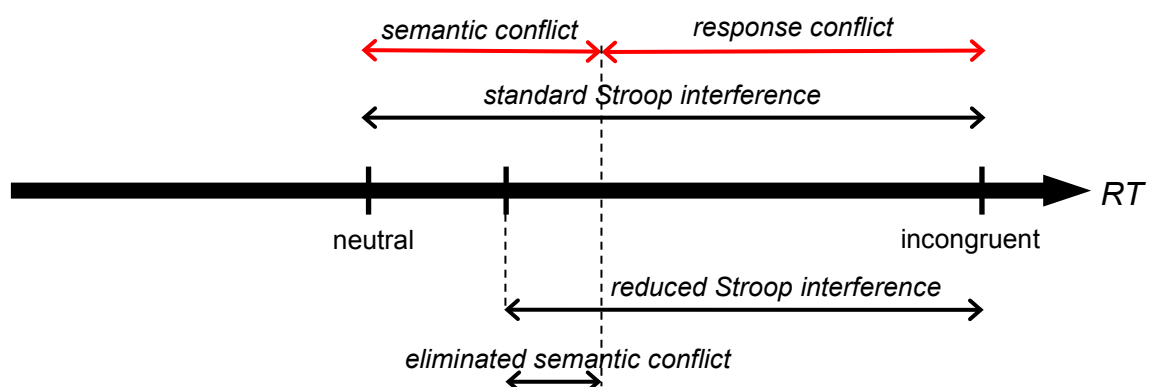 semantic conflict
response conflict
standard Stroop interference
RT
neutral
incongruent
reduced Stroop interference
eliminated semantic conflict